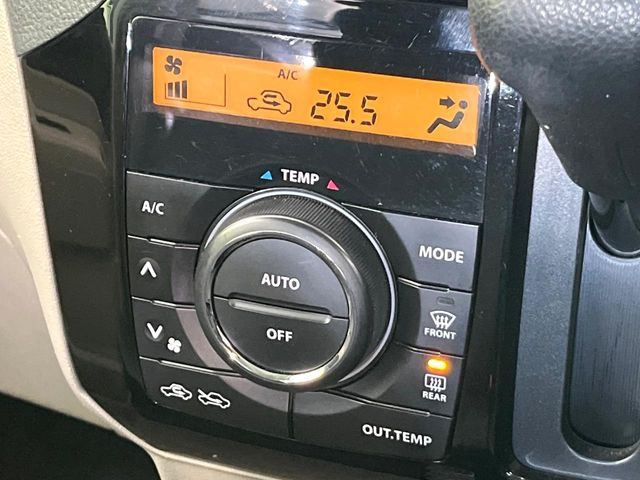 A/C
25.5
TEMP
A/C
MODE
AUTO
OFF
FRONT
REAR
OUT.TEMP